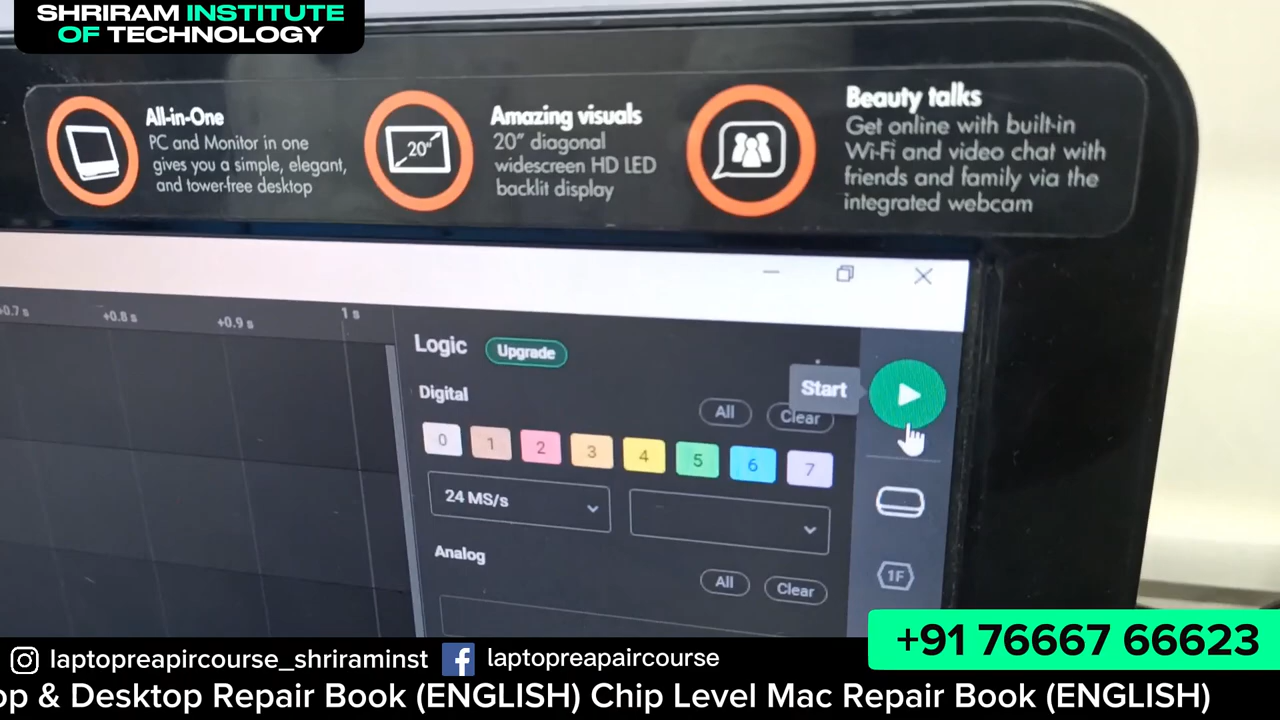 SHRIRAM INSTITUTE
OF TECHNOLOGY
All-in-One
PC and Monitor in one
gives you a simple, elegant,
and tower-free desktop
20"
Amazing visuals
20" diagonal
widescreen HD LED
backlit display
Beauty talks
Get online with built-in
Wi-Fi and video chat with
friends and family via the
integrated webcam
+0.7 s
+0.8 s
+0.9 s
1 s
Logic
Upgrade
Start
Digital
All
Clear
0
1
2
3
4
5
6
7
24 MS/s
Analog
All
Clear
1F
+91 76667 66623
laptopreapircourse_shriraminst
laptopreapaircourse
op & Desktop Repair Book (ENGLISH) Chip Level Mac Repair Book (ENGLISH)